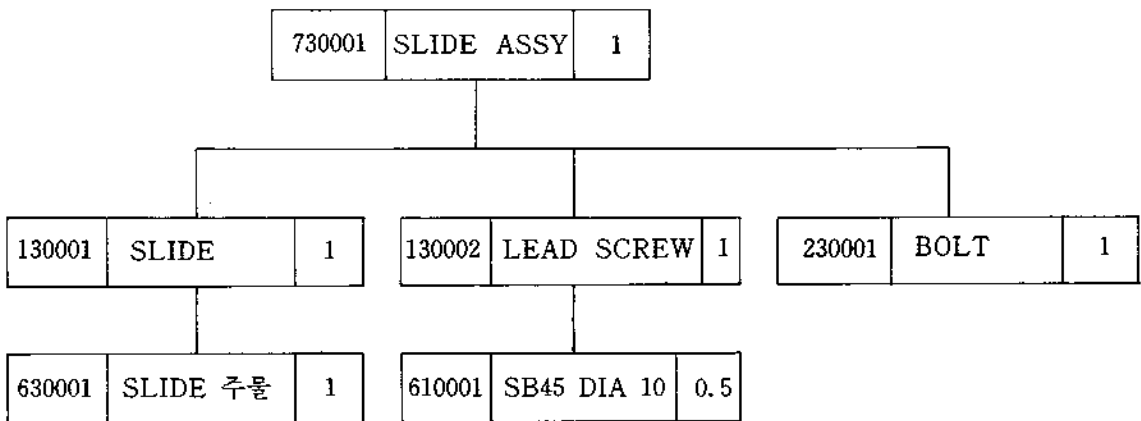 730001 SLIDE ASSY 1
130001 SLIDE 1 130002 LEAD SCREW 1 230001 BOLT 1
630001 SLIDE 주물 1 610001 SB45 DIA 10 0.5